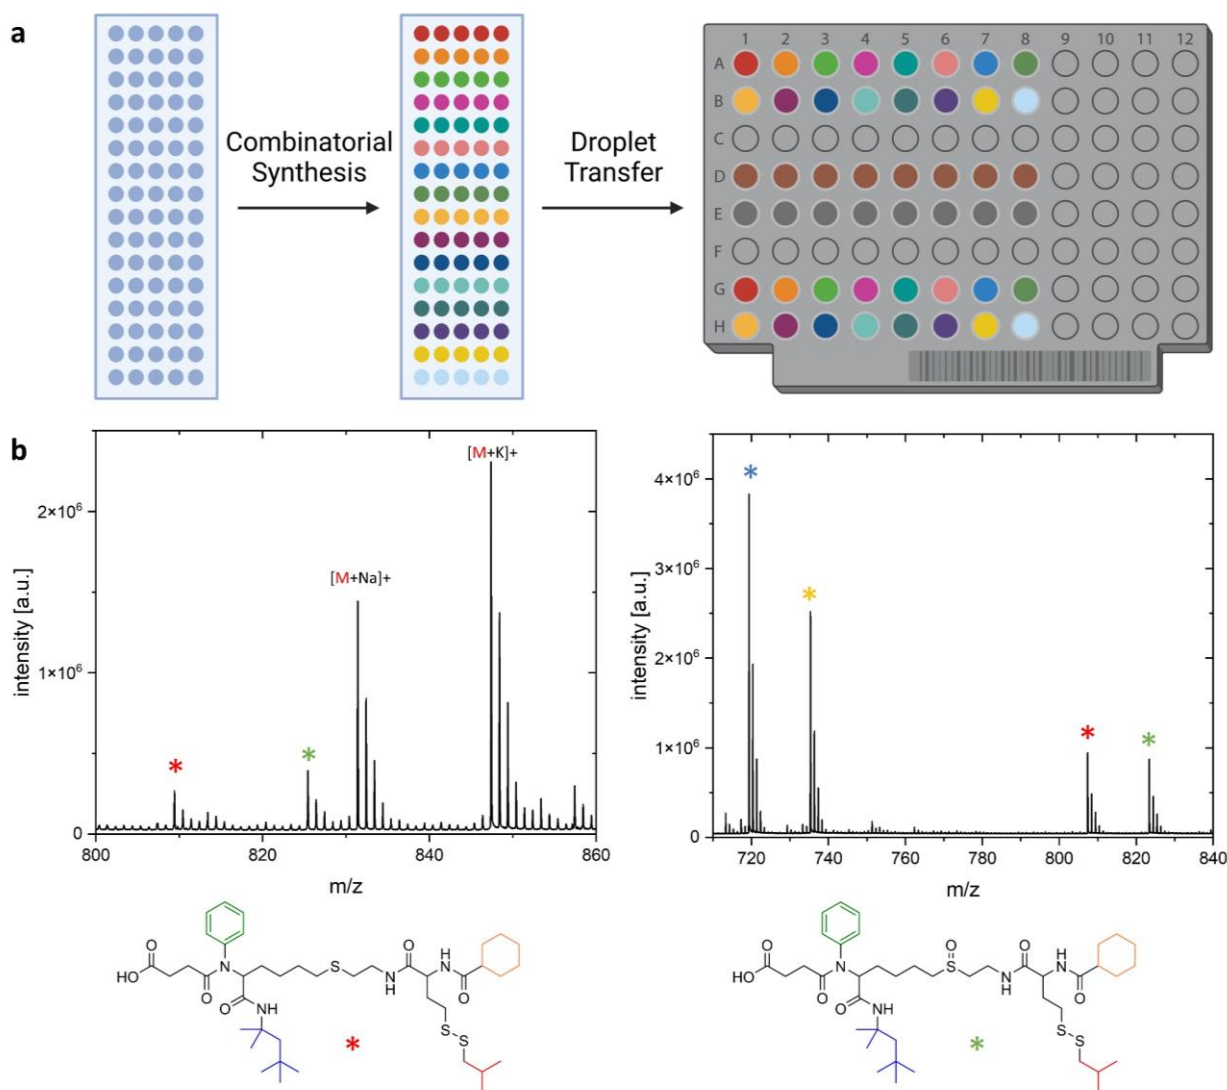 a
Combinatorial
Synthesis
Droplet
Transfer
1 2 3 4 5 6 7 8 9 10 11 12
A
B
C
D
E
F
G
H
b
intensity [a.u.]
2×10⁶
1×10⁶
0
[M+K]+
[M+Na]+
*
*
800 820 840 860
m/z
intensity [a.u.]
4×10⁶
3×10⁶
2×10⁶
1×10⁶
0
*
*
*
*
720 740 760 780 800 820 840
m/z
O
HO
O
N
O
NH
S
O
N
H
H
N
O
S
S
*
O
HO
O
N
O
NH
O
S
O
N
H
H
N
O
S
S
*